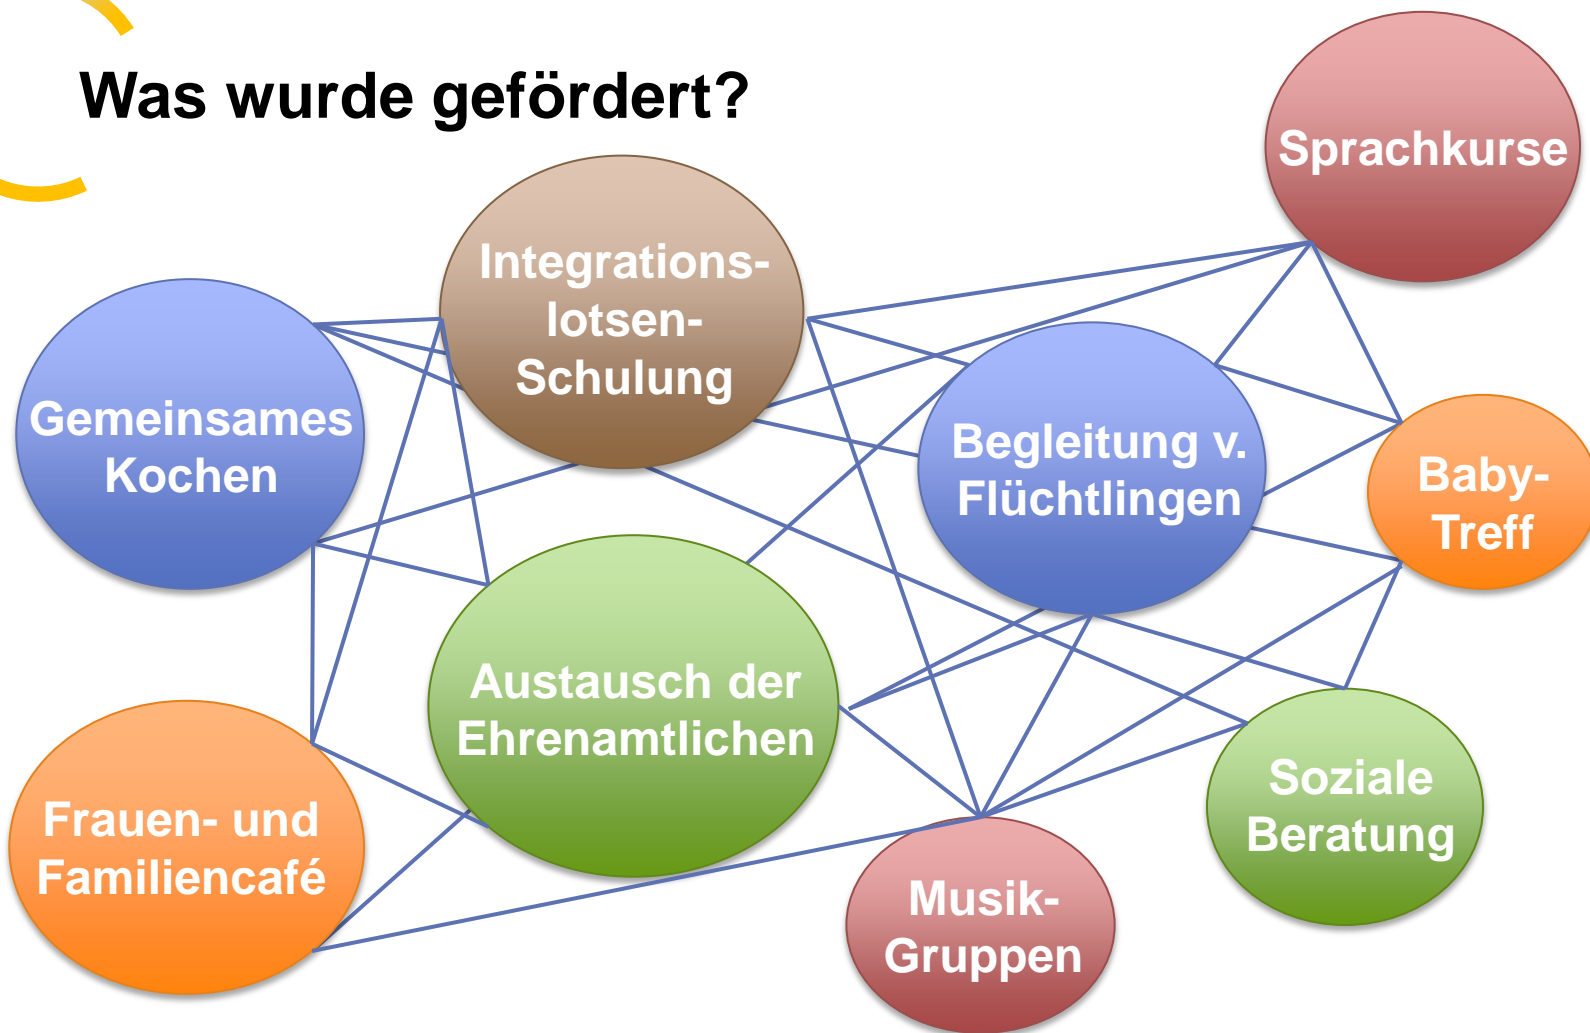 Was wurde gefördert?
Sprachkurse
Integrations-
lotsen-
Schulung
Gemeinsames
Kochen
Begleitung v.
Flüchtlingen
Baby-
Treff
Austausch der
Ehrenamtlichen
Frauen- und
Familiencafé
Soziale
Beratung
Musik-
Gruppen